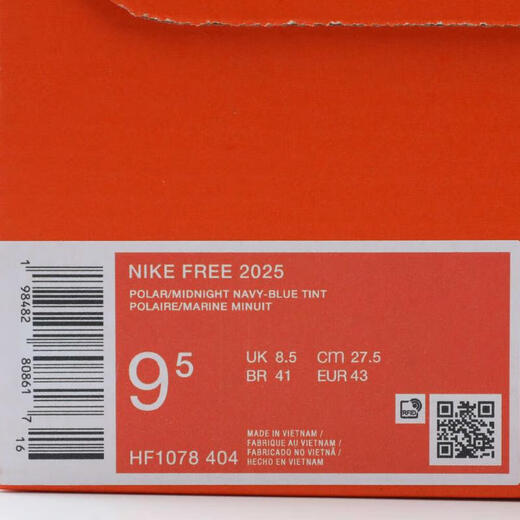 NIKE FREE 2025
POLAR/MIDNIGHT NAVY-BLUE TINT
POLAIRE/MARINE MINUIT
9⁵
UK 8.5 cm 27.5
BR 41 EUR 43
RFID
MADE IN VIETNAM /
FABRIQUE AU VIETNAM /
FABRICADO NO VIETNÃ /
HECHO EN VIETNAM
HF1078 404
1 98482 80861 7 16